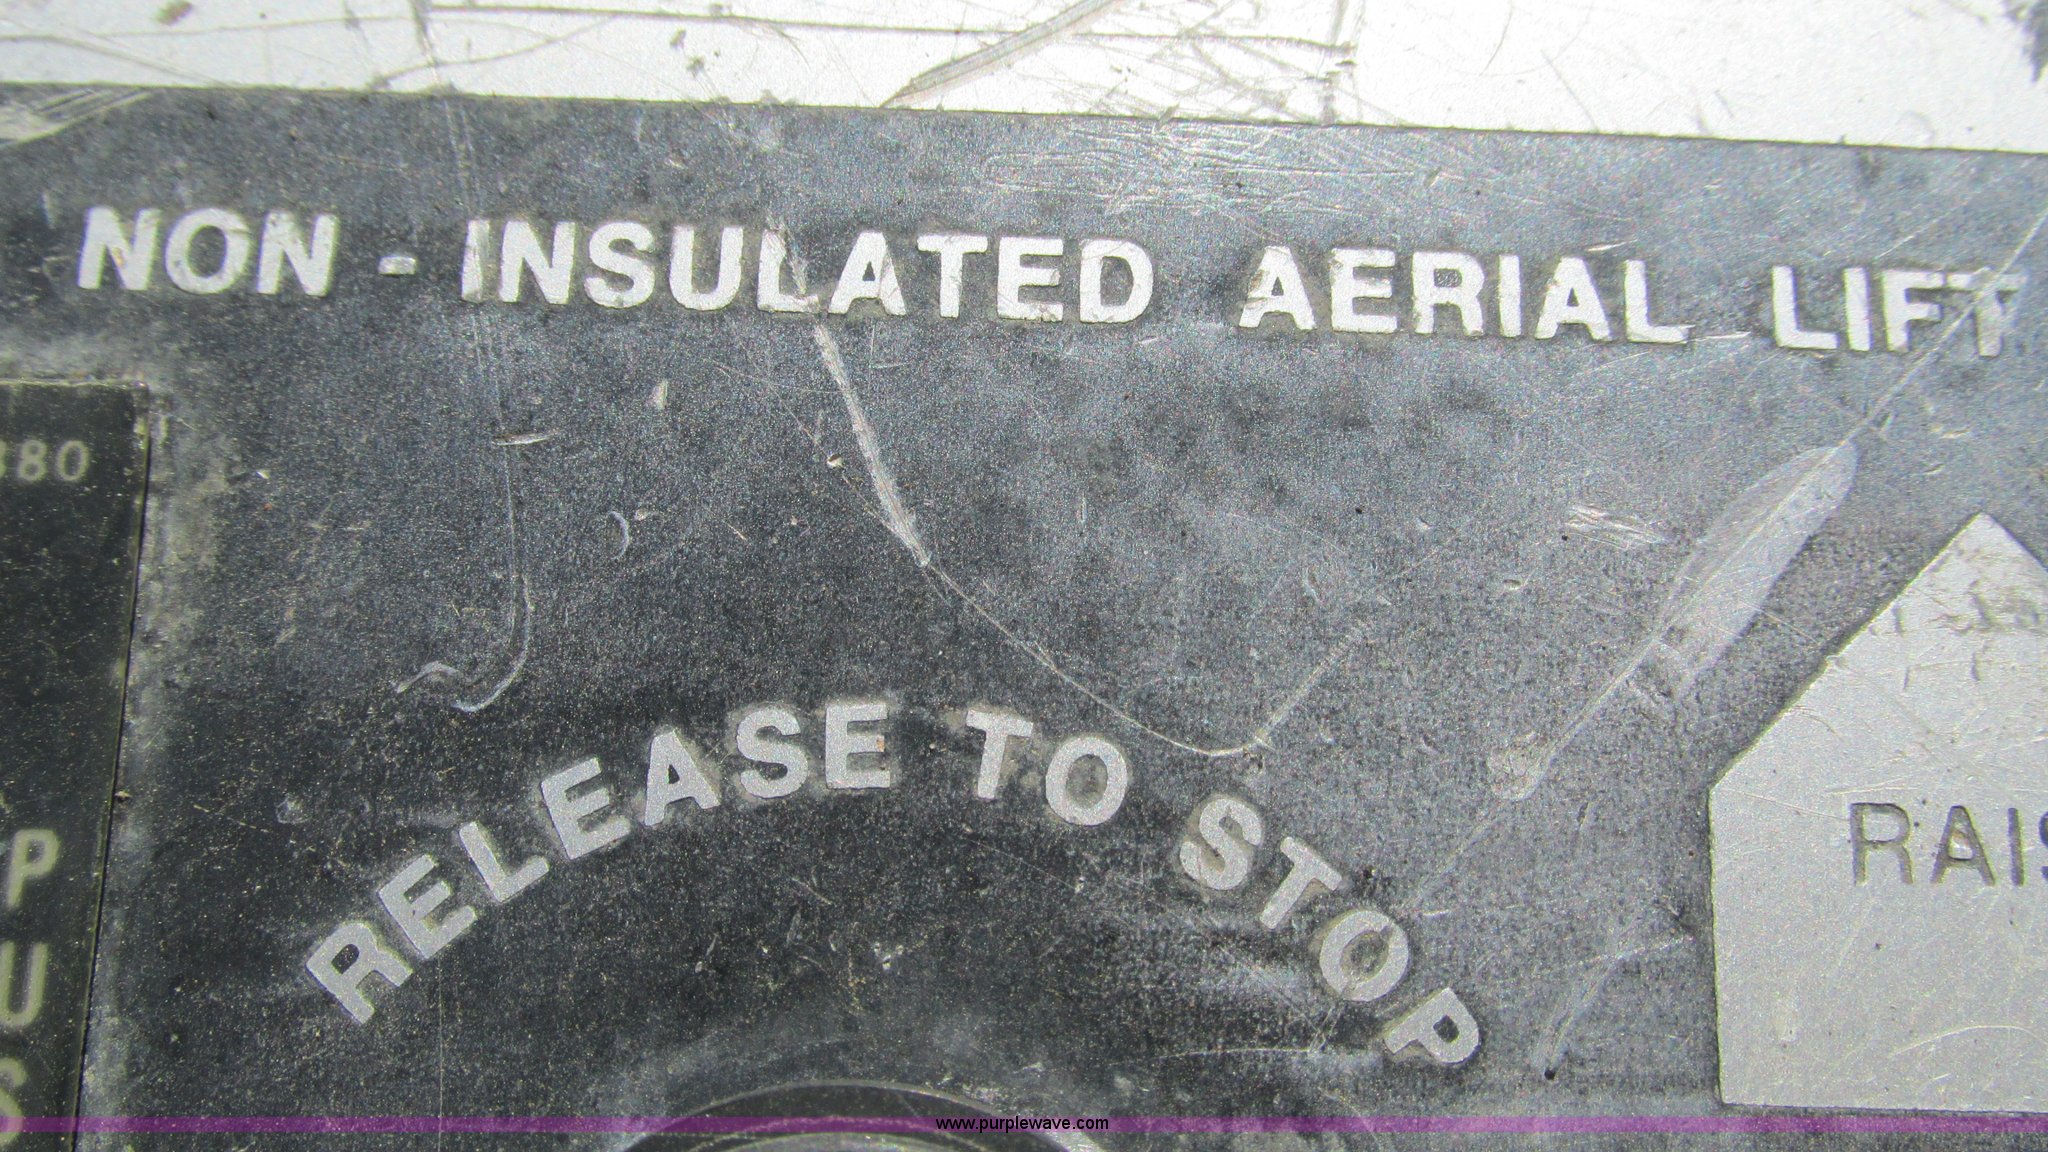 NON - INSULATED AERIAL LIFT
RELEASE TO STOP
www.purplewave.com